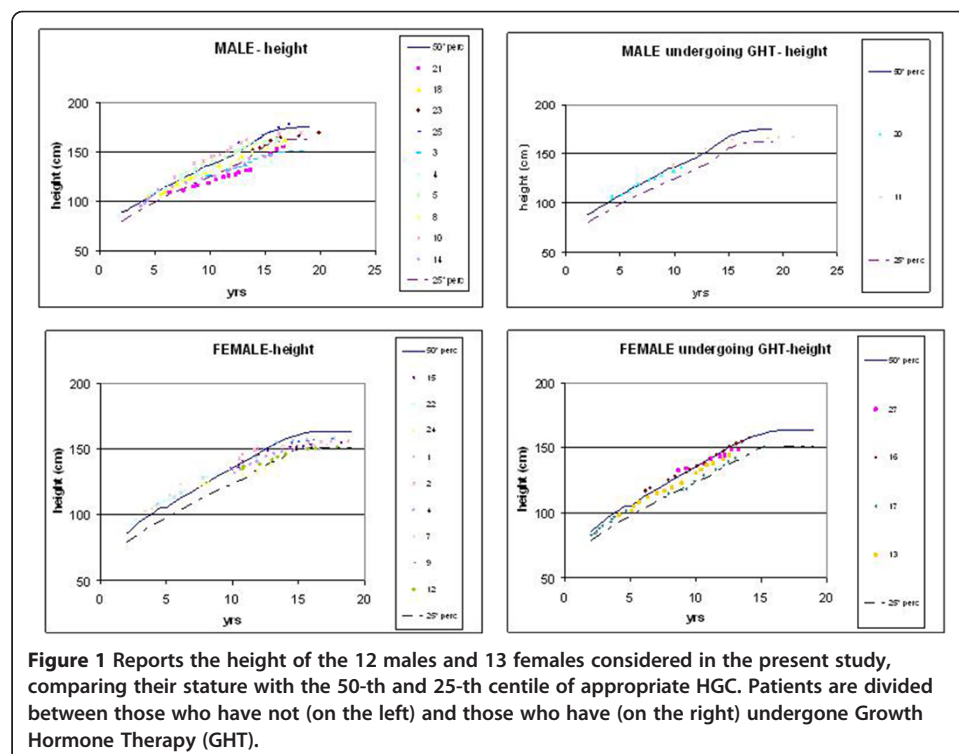 MALE - height
50° perc
21
18
23
25
3
4
5
8
10
14
25° perc
height (cm)
200
150
100
50
0 5 10 15 20 25
yrs
MALE undergoing GHT- height
50° perc
20
11
25° perc
height (cm)
200
150
100
50
0 5 10 15 20 25
yrs
FEMALE-height
50° perc
15
22
24
1
2
4
7
9
12
25° perc
height (cm)
200
150
100
50
0 5 10 15 20
yrs
FEMALE undergoing GHT-height
50° perc
27
16
17
13
25° perc
height (cm)
200
150
100
50
0 5 10 15 20
yrs
Figure 1 Reports the height of the 12 males and 13 females considered in the present study,
comparing their stature with the 50-th and 25-th centile of appropriate HGC. Patients are divided
between those who have not (on the left) and those who have (on the right) undergone Growth
Hormone Therapy (GHT).